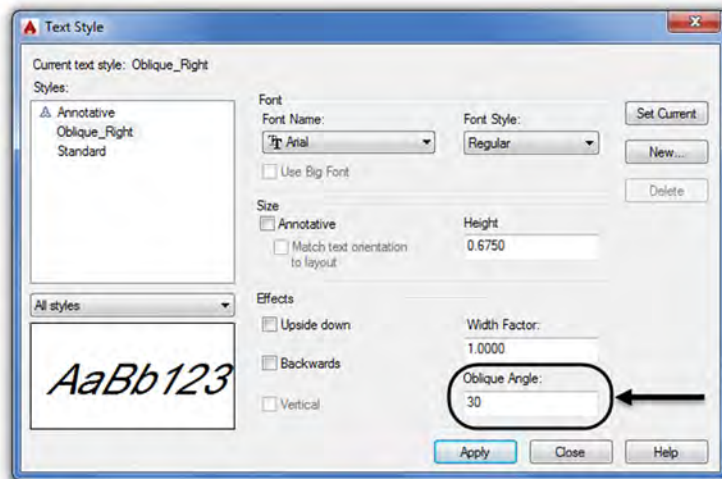 Text Style
Current text style: Oblique_Right
Styles:
Annotative
Oblique_Right
Standard
All styles
AaBb123
Font
Font Name:
Arial
Use Big Font
Font Style:
Regular
Size
Annotative
Match text orientation
to layout
Height
0.6750
Effects
Upside down
Backwards
Vertical
Width Factor:
1.0000
Oblique Angle:
30
Set Current
New...
Delete
Apply
Close
Help